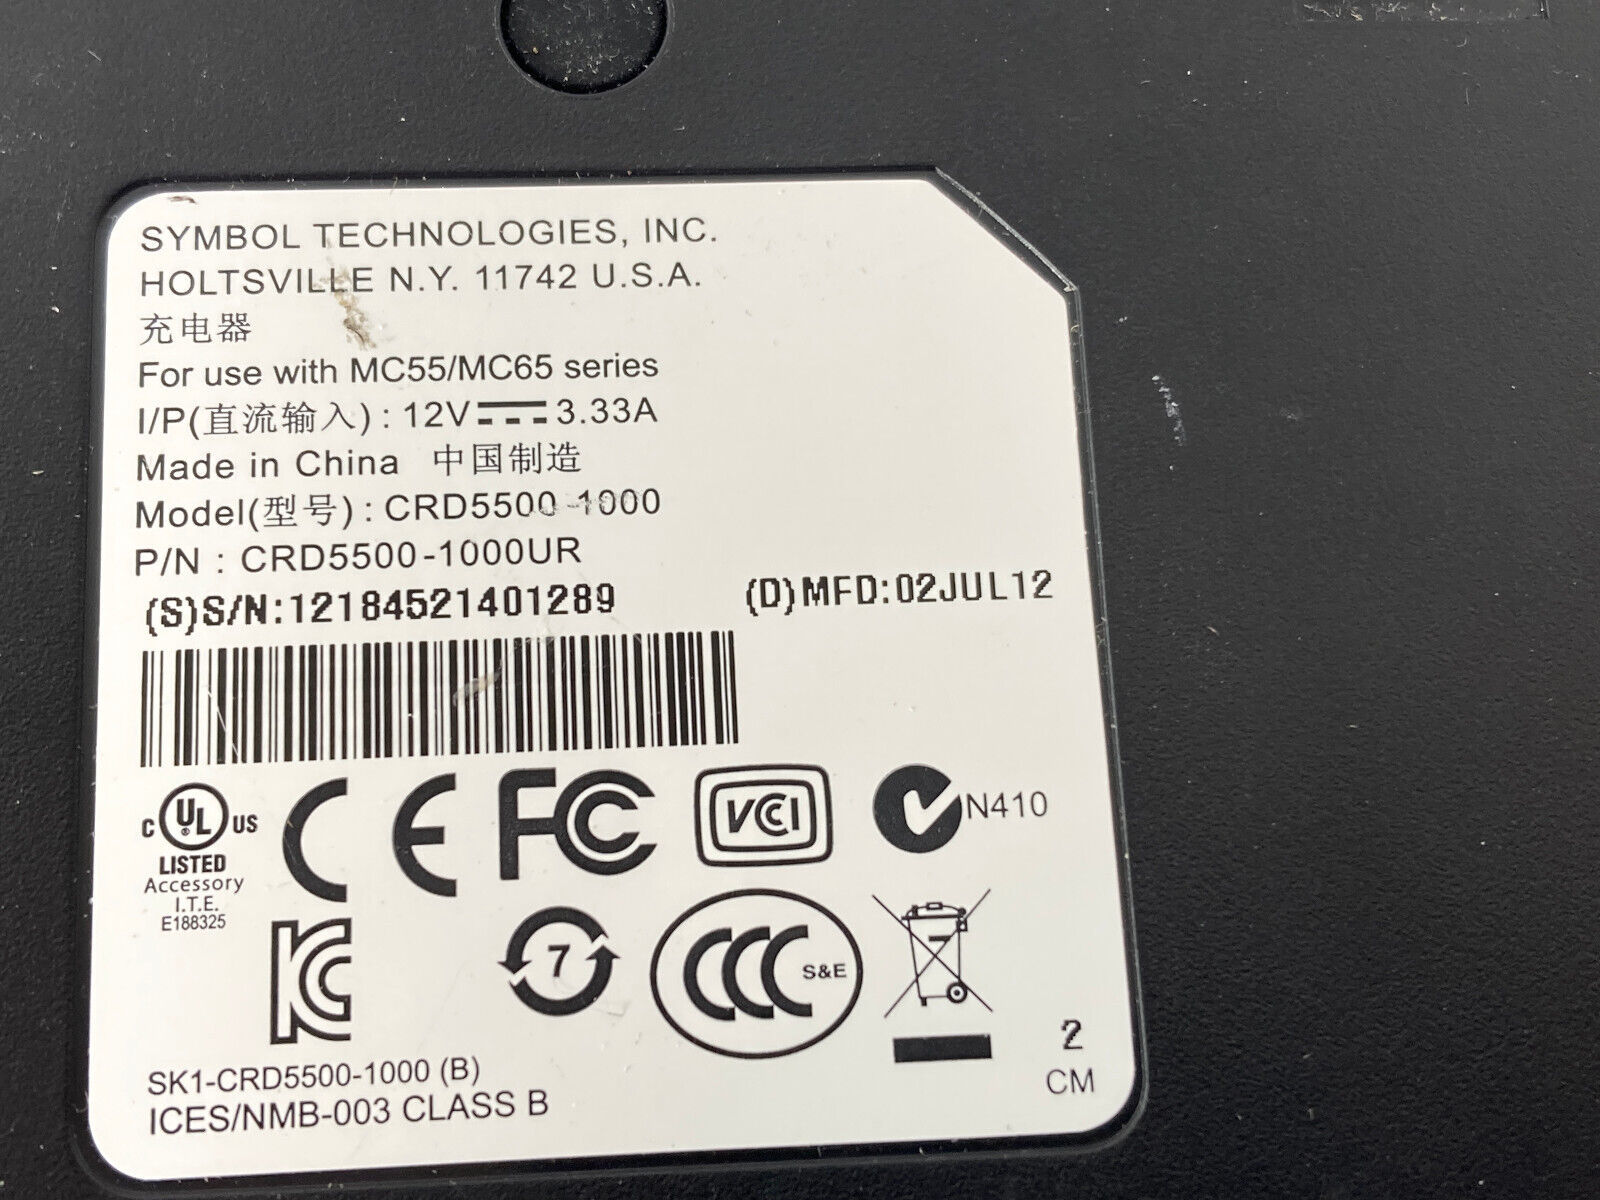 SYMBOL TECHNOLOGIES, INC.
HOLTSVILLE N.Y. 11742 U.S.A.
充电器
For use with MC55/MC65 series
I/P(直流输入) : 12V⎓3.33A
Made in China 中国制造
Model(型号) : CRD5500-1000
P/N : CRD5500-1000UR
(S)S/N:12184521401289 (D)MFD:02JUL12
C UL US
LISTED
Accessory
I.T.E.
E188325
CE FC VCCI N410
KC 7 CCC S&E
2
CM
SK1-CRD5500-1000 (B)
ICES/NMB-003 CLASS B